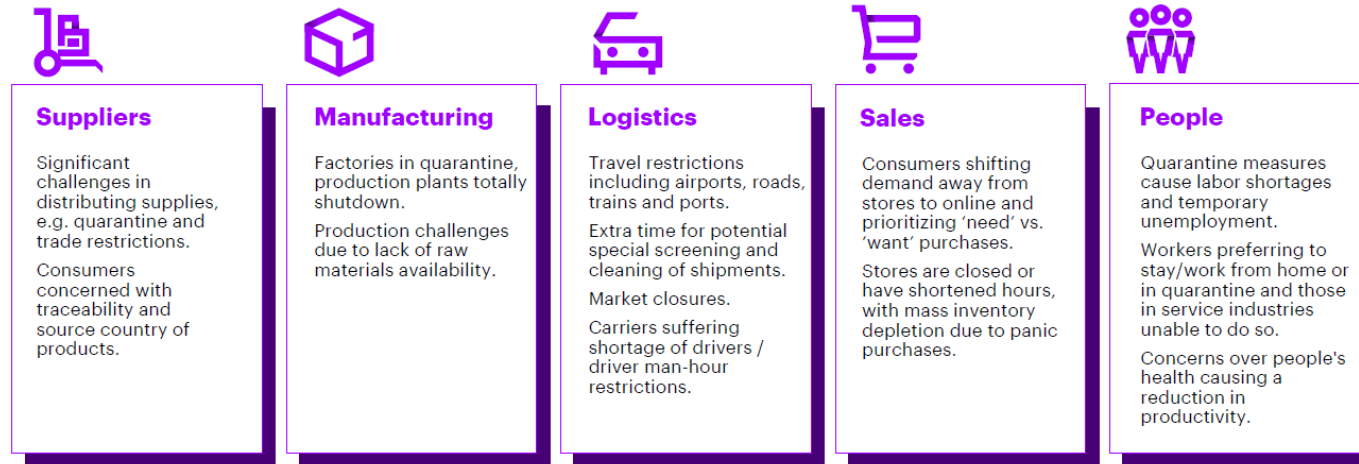 Suppliers
Significant
challenges in
distributing supplies,
e.g. quarantine and
trade restrictions.
Consumers
concerned with
traceability and
source country of
products.
Manufacturing
Factories in quarantine,
production plants totally
shutdown.
Production challenges
due to lack of raw
materials availability.
Logistics
Travel restrictions
including airports, roads,
trains and ports.
Extra time for potential
special screening and
cleaning of shipments.
Market closures.
Carriers suffering
shortage of drivers /
driver man-hour
restrictions.
Sales
Consumers shifting
demand away from
stores to online and
prioritizing ‘need’ vs.
‘want’ purchases.
Stores are closed or
have shortened hours,
with mass inventory
depletion due to panic
purchases.
People
Quarantine measures
cause labor shortages
and temporary
unemployment.
Workers preferring to
stay/work from home or
in quarantine and those
in service industries
unable to do so.
Concerns over people's
health causing a
reduction in
productivity.